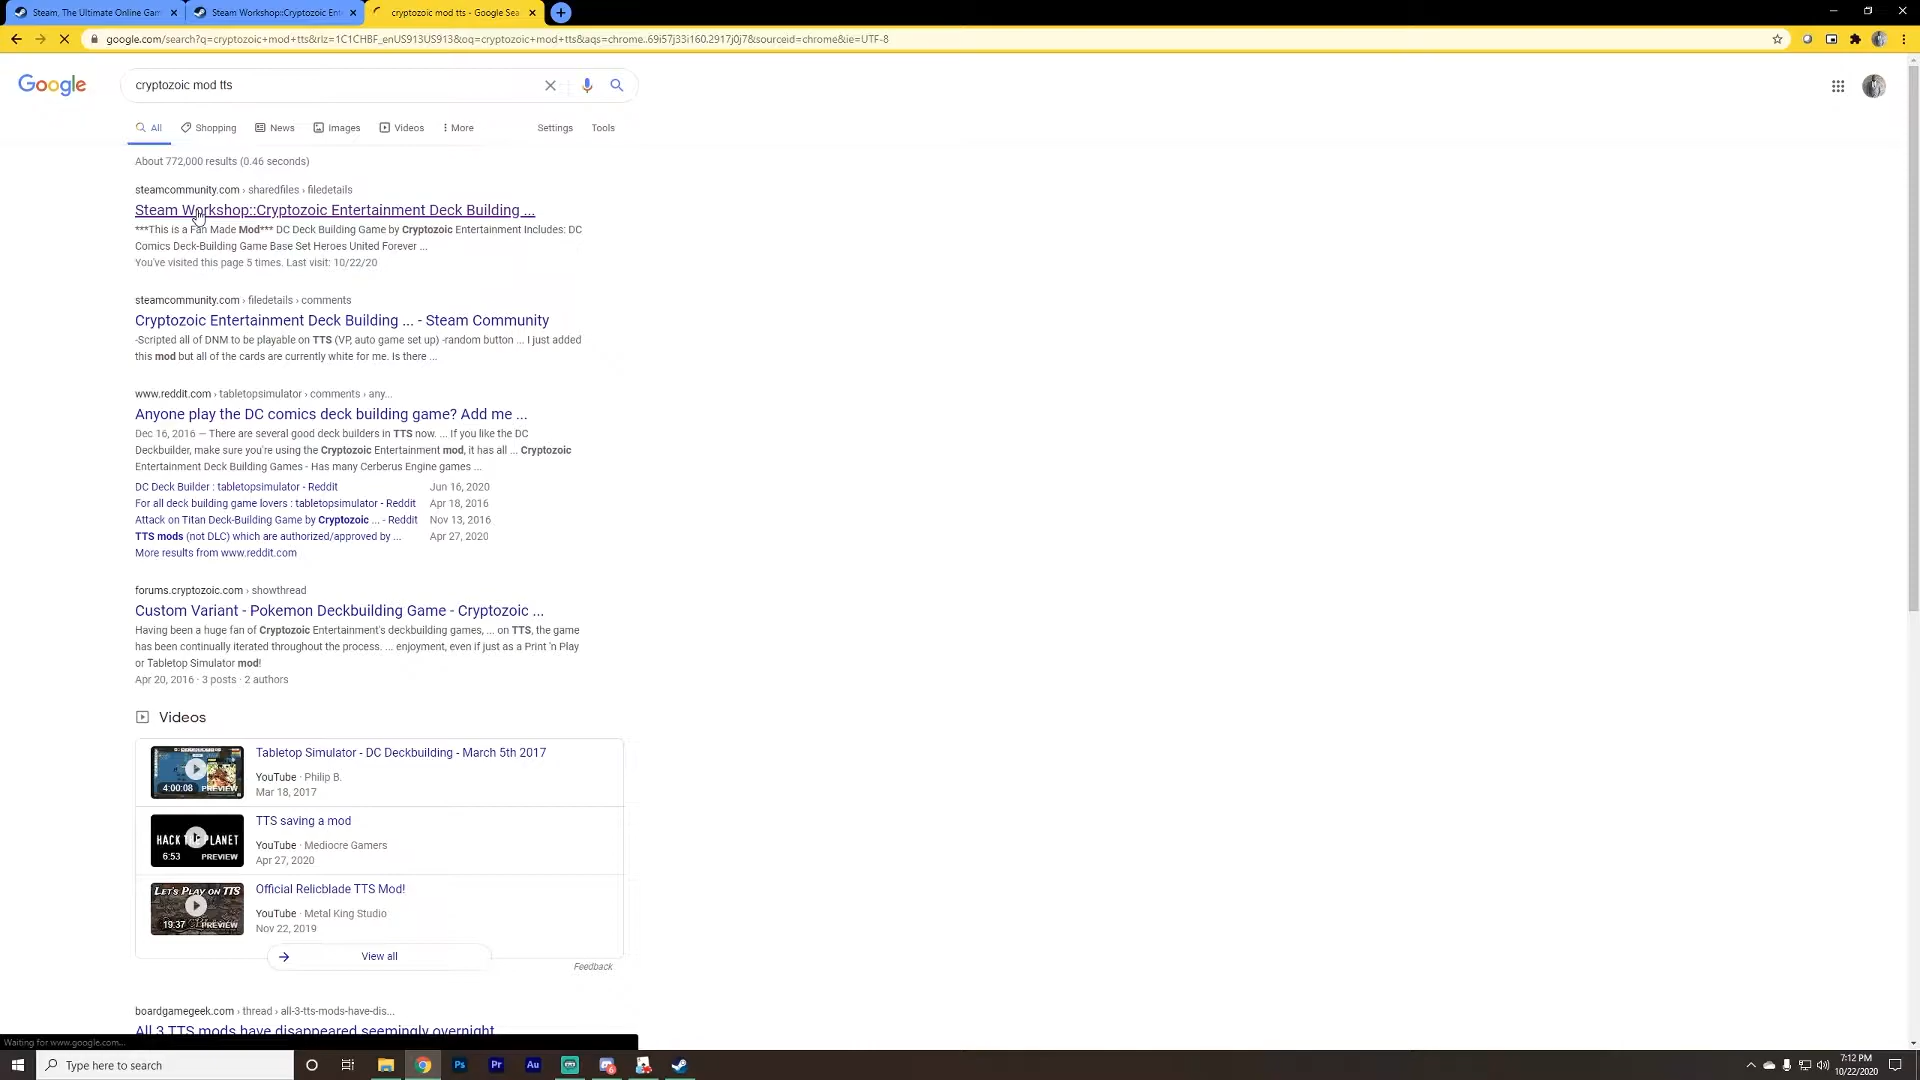 Steam, The Ultimate Online Gam
Steam Workshop::Cryptozoic Ente
cryptozoic mod tts - Google Sea
google.com/search?q=cryptozoic+mod+tts&rlz=1C1CHBF_enUS913US913&oq=cryptozoic+mod+tts&aqs=chrome..69i57j33i160.2917j0j7&sourceid=chrome&ie=UTF-8
Google
cryptozoic mod tts
All Shopping News Images Videos More Settings Tools
About 772,000 results (0.46 seconds)
steamcommunity.com › sharedfiles › filedetails
Steam Workshop::Cryptozoic Entertainment Deck Building ...
***This is a Fan Made Mod*** DC Deck Building Game by Cryptozoic Entertainment Includes: DC
Comics Deck-Building Game Base Set Heroes United Forever ...
You've visited this page 5 times. Last visit: 10/22/20
steamcommunity.com › filedetails › comments
Cryptozoic Entertainment Deck Building ... - Steam Community
-Scripted all of DNM to be playable on TTS (VP, auto game set up) -random button ... I just added
this mod but all of the cards are currently white for me. Is there ...
www.reddit.com › tabletopsimulator › comments › any...
Anyone play the DC comics deck building game? Add me ...
Dec 16, 2016 — There are several good deck builders in TTS now. ... If you like the DC
Deckbuilder, make sure you're using the Cryptozoic Entertainment mod, it has all ... Cryptozoic
Entertainment Deck Building Games - Has many Cerberus Engine games ...
DC Deck Builder : tabletopsimulator - Reddit Jun 16, 2020
For all deck building game lovers : tabletopsimulator - Reddit Apr 18, 2016
Attack on Titan Deck-Building Game by Cryptozoic ... - Reddit Nov 13, 2016
TTS mods (not DLC) which are authorized/approved by ... Apr 27, 2020
More results from www.reddit.com
forums.cryptozoic.com › showthread
Custom Variant - Pokemon Deckbuilding Game - Cryptozoic ...
Having been a huge fan of Cryptozoic Entertainment's deckbuilding games, ... on TTS, the game
has been continually iterated throughout the process. ... enjoyment, even if just as a Print 'n Play
or Tabletop Simulator mod!
Apr 20, 2016 · 3 posts · 2 authors
Videos
Tabletop Simulator - DC Deckbuilding - March 5th 2017
YouTube · Philip B.
Mar 18, 2017
4:00:08 PREVIEW
TTS saving a mod
HACK THE PLANET
YouTube · Mediocre Gamers
6:53 PREVIEW
Apr 27, 2020
Official Relicblade TTS Mod!
LET'S PLAY ON TTS
YouTube · Metal King Studio
19:37 PREVIEW
Nov 22, 2019
View all
Feedback
boardgamegeek.com › thread › all-3-tts-mods-have-dis...
All 3 TTS mods have disappeared seemingly overnight
Waiting for www.google.com...
Type here to search
Ps Pr Au
7:12 PM
10/22/2020